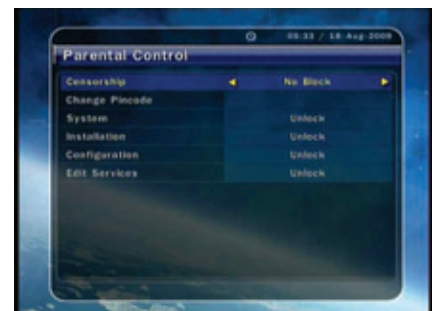 05:33 / 18-Aug-2009
Parental Control
Censorship No Block
Change Pincode
System Unlock
Installation Unlock
Configuration Unlock
Edit Services Unlock